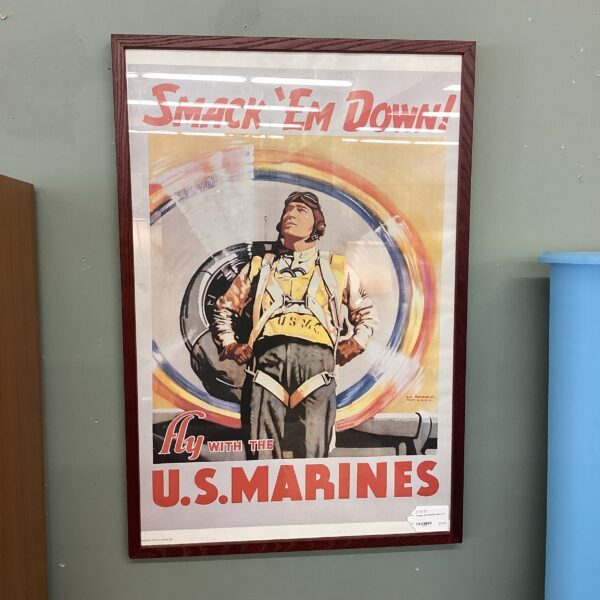 SMACK 'EM DOWN!
USMC
fly WITH THE
U.S.MARINES